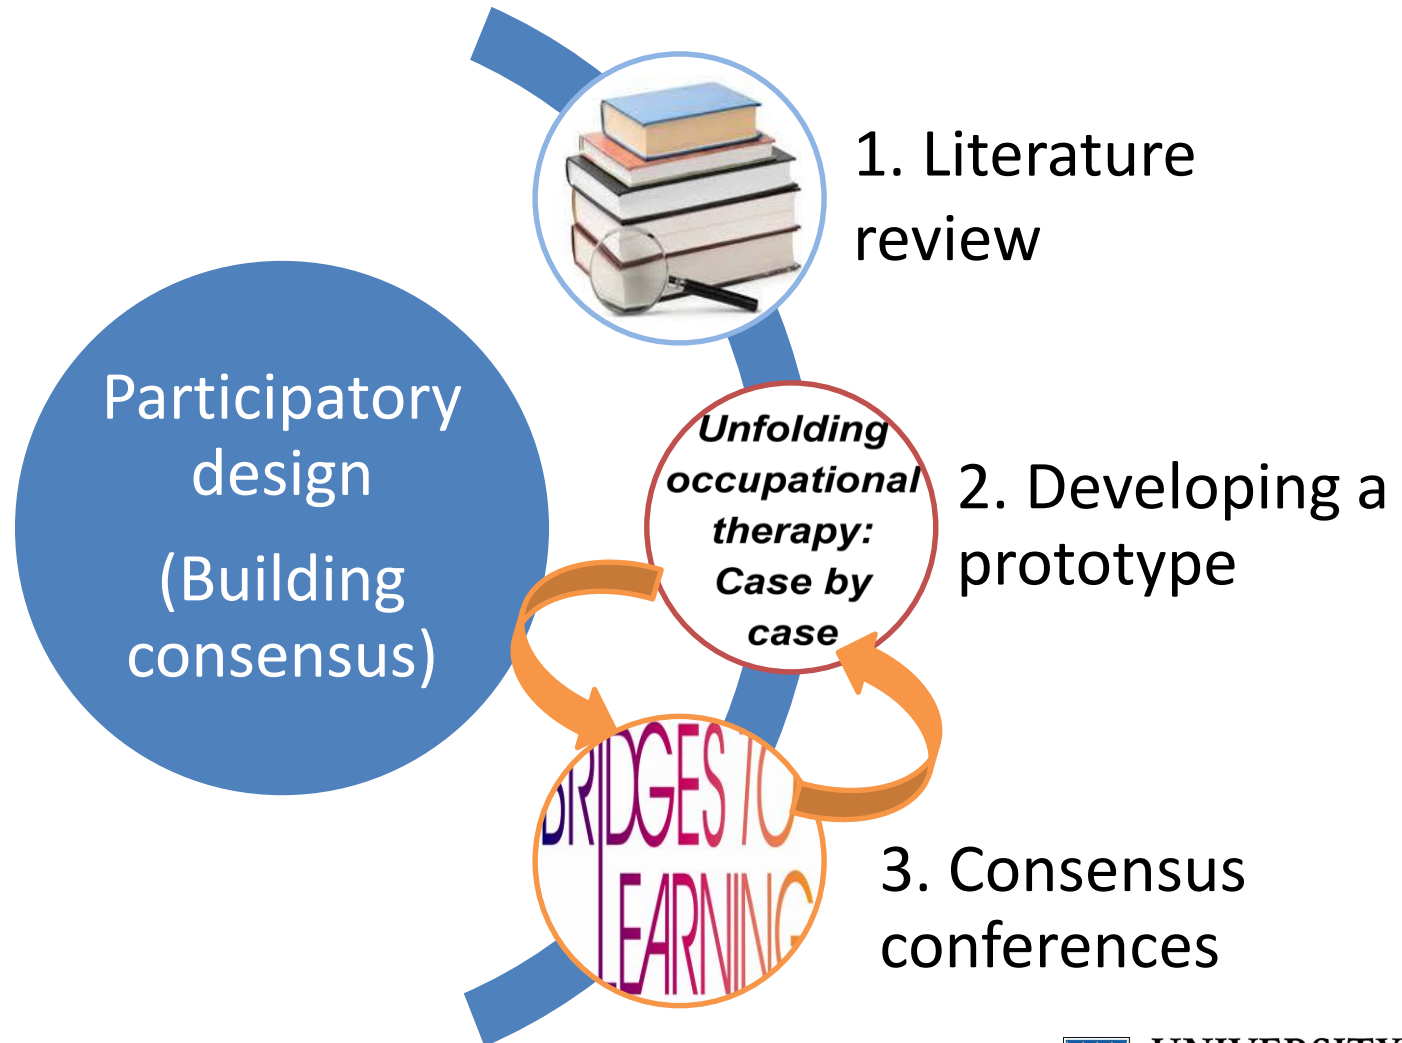 1. Literature
review
Participatory
design
(Building
consensus)
Unfolding
occupational
therapy:
Case by
case
2. Developing a
prototype
BRIDGES TO
LEARNING
3. Consensus
conferences
UNIVERSITY